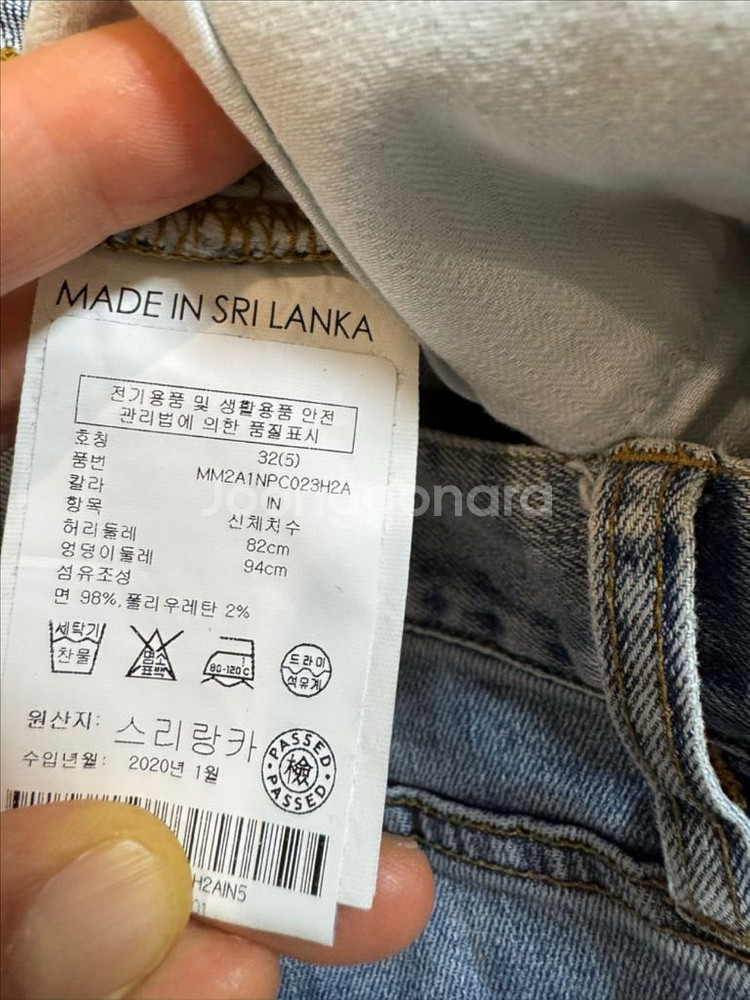 MADE IN SRI LANKA
전기용품 및 생활용품 안전
관리법에 의한 품질표시
호칭 32(5)
품번 MM2A1NPC023H2A
칼라 IN
항목 신체치수
허리둘레 82cm
엉덩이둘레 94cm
섬유조성
면 98%,폴리우레탄 2%
세탁기
찬물
염소
표백
80-120℃
드라이
석유계
원산지: 스리랑카
수입년월: 2020년 1월
PASSED
檢
PASSED
H2AIN5
01
Joonggonara